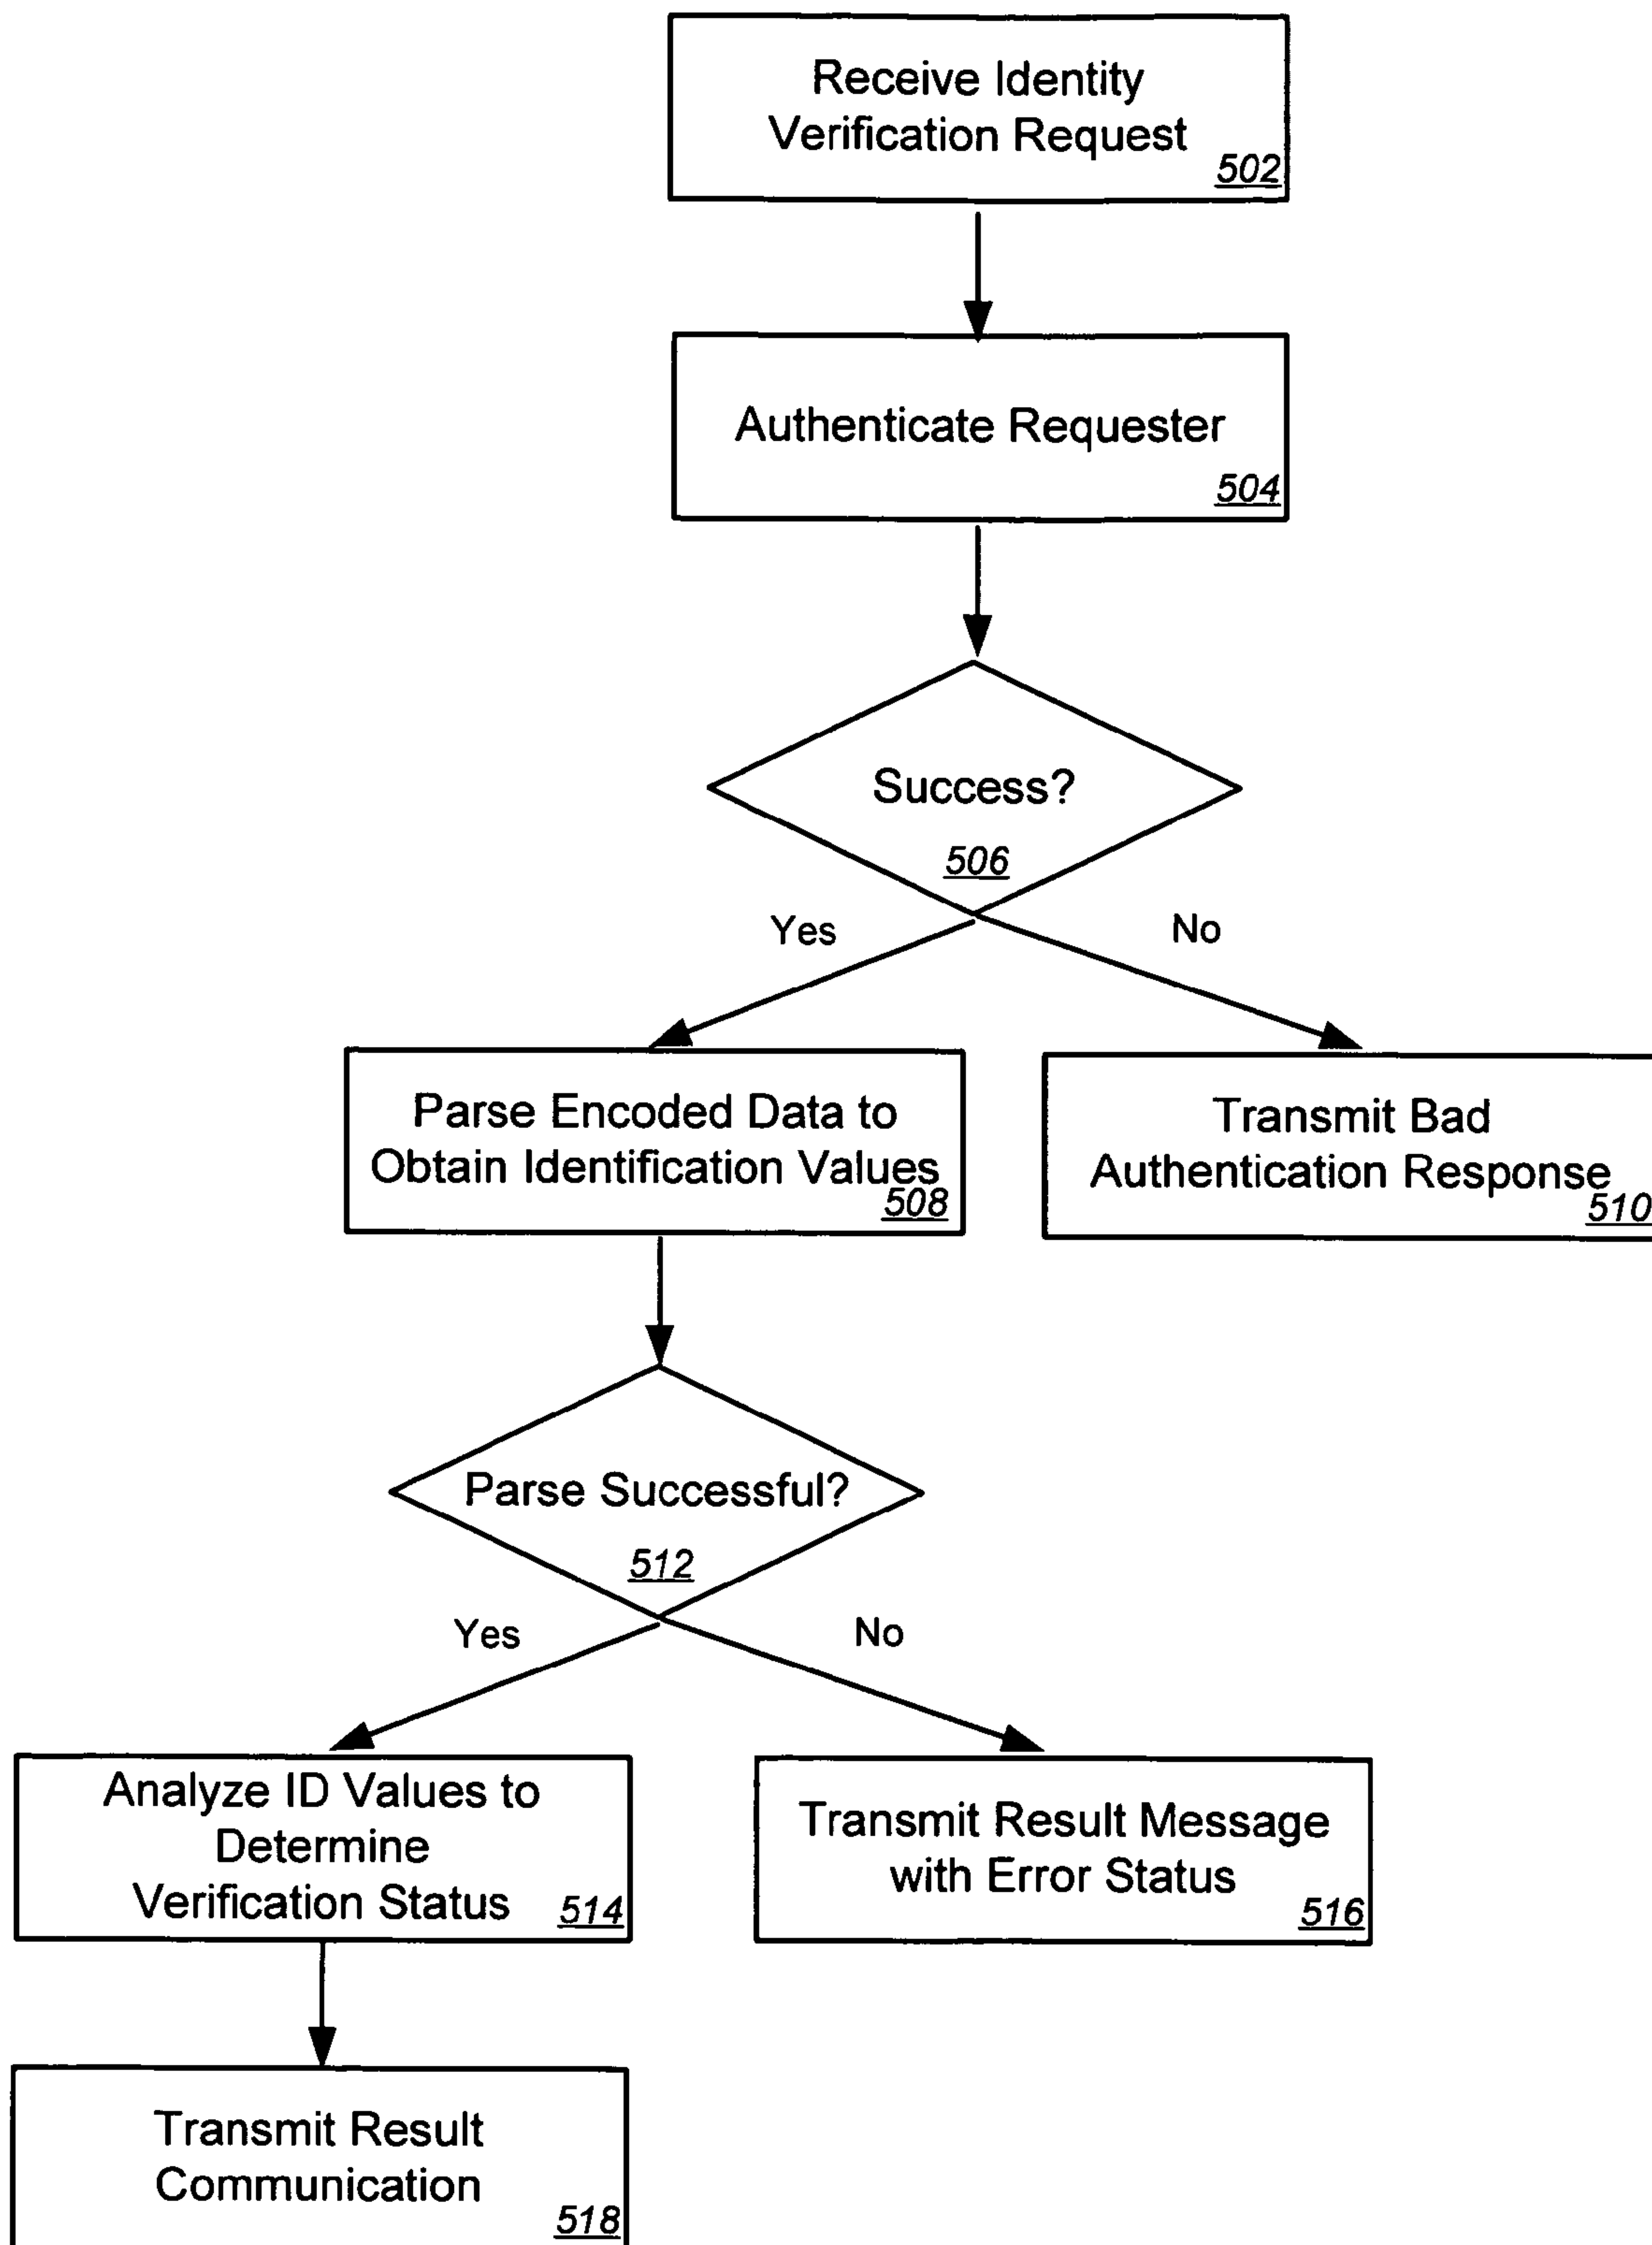 Receive Identity
Verification Request
502
Authenticate Requester
504
Success?
506
Yes
No
Parse Encoded Data to
Obtain Identification Values
508
Transmit Bad
Authentication Response
510
Parse Successful?
512
Yes
No
Analyze ID Values to
Determine
Verification Status
514
Transmit Result Message
with Error Status
516
Transmit Result
Communication
518